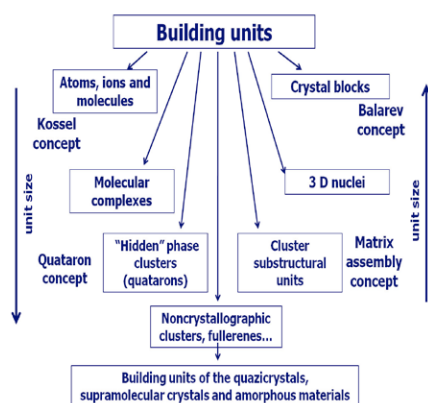 Building units
Atoms, ions and
molecules
Crystal blocks
Kossel
concept
Balarev
concept
unit size
unit size
Molecular
complexes
3 D nuclei
Quataron
concept
"Hidden" phase
clusters
(quatarons)
Cluster
substructural
units
Matrix
assembly
concept
Noncrystallographic
clusters, fullerenes...
Building units of the quazicrystals,
supramolecular crystals and amorphous materials